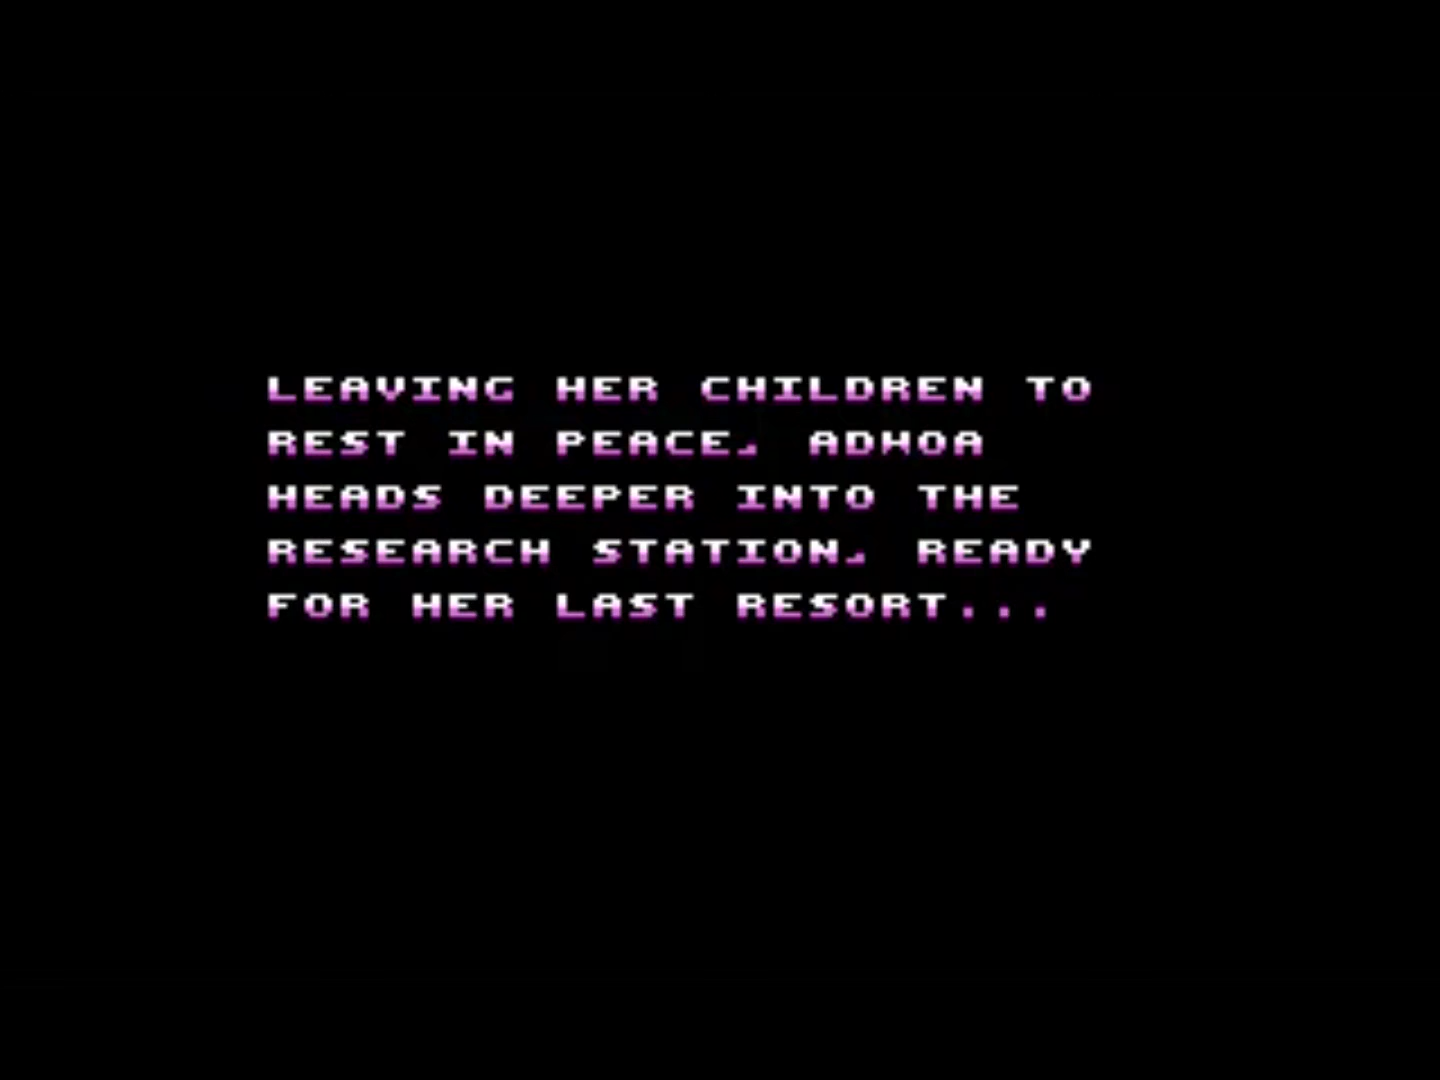 LEAVING HER CHILDREN TO
REST IN PEACE, ADWOA
HEADS DEEPER INTO THE
RESEARCH STATION, READY
FOR HER LAST RESORT...